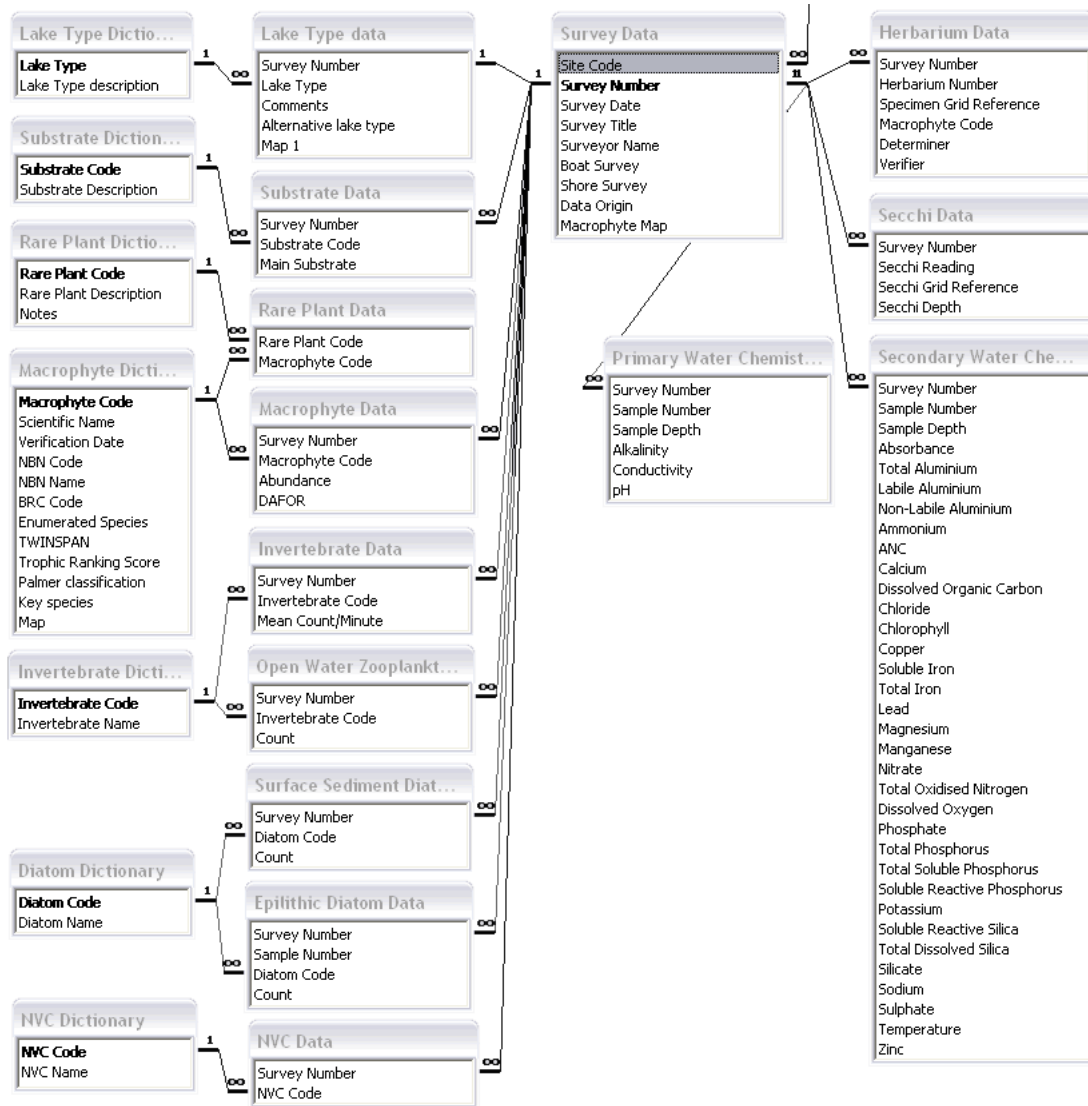 Lake Type Dictio...
Lake Type
Lake Type description
Substrate Diction...
Substrate Code
Substrate Description
Rare Plant Dictio...
Rare Plant Code
Rare Plant Description
Notes
Macrophyte Dicti...
Macrophyte Code
Scientific Name
Verification Date
NBN Code
NBN Name
BRC Code
Enumerated Species
TWINSPAN
Trophic Ranking Score
Palmer classification
Key species
Map
Invertebrate Dicti...
Invertebrate Code
Invertebrate Name
Diatom Dictionary
Diatom Code
Diatom Name
NVC Dictionary
NVC Code
NVC Name
1
∞
1
∞
1
∞
∞
1
∞
1
∞
∞
1
∞
∞
1
∞
Lake Type data
Survey Number
Lake Type
Comments
Alternative lake type
Map 1
Substrate Data
Survey Number
Substrate Code
Main Substrate
Rare Plant Data
Rare Plant Code
Macrophyte Code
Macrophyte Data
Survey Number
Macrophyte Code
Abundance
DAFOR
Invertebrate Data
Survey Number
Invertebrate Code
Mean Count/Minute
Open Water Zooplankt...
Survey Number
Invertebrate Code
Count
Surface Sediment Diat...
Survey Number
Diatom Code
Count
Epilithic Diatom Data
Survey Number
Sample Number
Diatom Code
Count
NVC Data
Survey Number
NVC Code
1
∞
∞
∞
∞
∞
∞
∞
1
Survey Data
Site Code
Survey Number
Survey Date
Survey Title
Surveyor Name
Boat Survey
Shore Survey
Data Origin
Macrophyte Map
∞
11
∞
Primary Water Chemist...
Survey Number
Sample Number
Sample Depth
Alkalinity
Conductivity
pH
∞
∞
∞
Herbarium Data
Survey Number
Herbarium Number
Specimen Grid Reference
Macrophyte Code
Determiner
Verifier
Secchi Data
Survey Number
Secchi Reading
Secchi Grid Reference
Secchi Depth
Secondary Water Che...
Survey Number
Sample Number
Sample Depth
Absorbance
Total Aluminium
Labile Aluminium
Non-Labile Aluminium
Ammonium
ANC
Calcium
Dissolved Organic Carbon
Chloride
Chlorophyll
Copper
Soluble Iron
Total Iron
Lead
Magnesium
Manganese
Nitrate
Total Oxidised Nitrogen
Dissolved Oxygen
Phosphate
Total Phosphorus
Total Soluble Phosphorus
Soluble Reactive Phosphorus
Potassium
Soluble Reactive Silica
Total Dissolved Silica
Silicate
Sodium
Sulphate
Temperature
Zinc